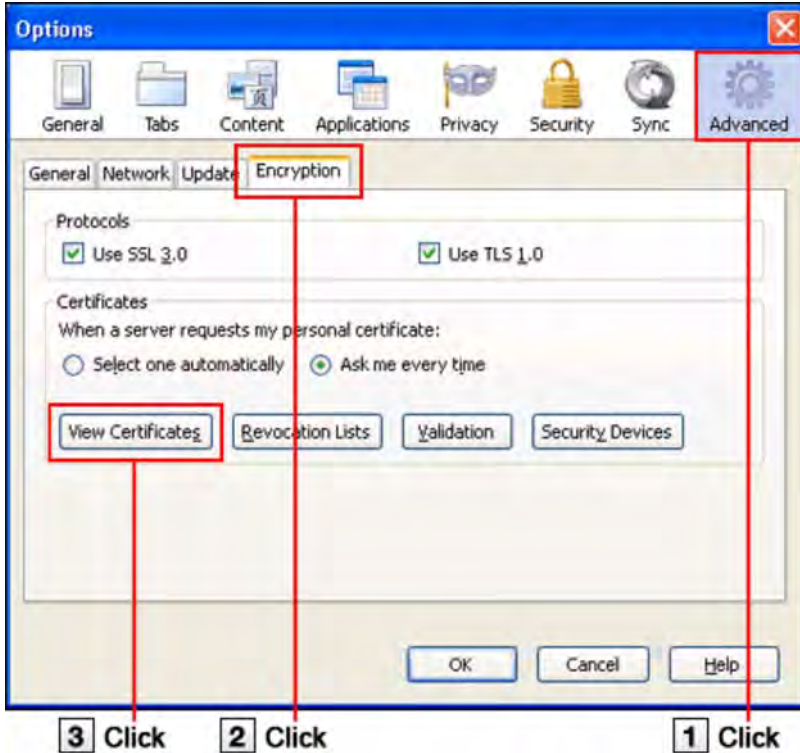 Options
General Tabs Content Applications Privacy Security Sync Advanced
General Network Update Encryption
Protocols
Use SSL 3.0 Use TLS 1.0
Certificates
When a server requests my personal certificate:
Select one automatically Ask me every time
View Certificates Revocation Lists Validation Security Devices
OK Cancel Help
3 Click 2 Click 1 Click